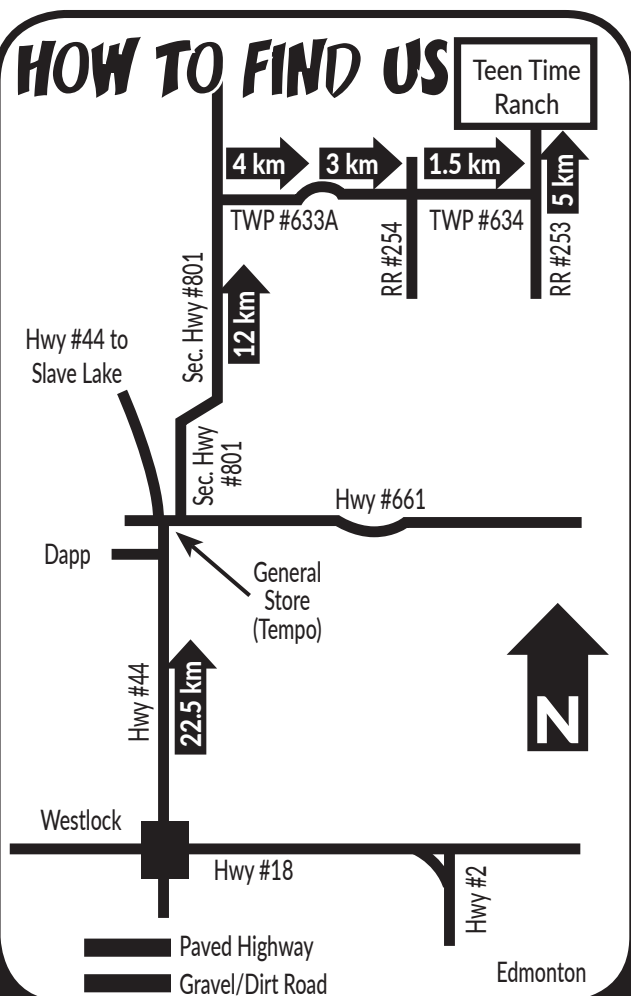 HOW TO FIND US
Teen Time
Ranch
4 km
3 km
1.5 km
5 km
TWP #633A
RR #254
TWP #634
RR #253
Sec. Hwy #801
12 km
Hwy #44 to
Slave Lake
Sec. Hwy
#801
Hwy #661
Dapp
General
Store
(Tempo)
Hwy #44
22.5 km
N
Westlock
Hwy #18
Hwy #2
Paved Highway
Edmonton
Gravel/Dirt Road